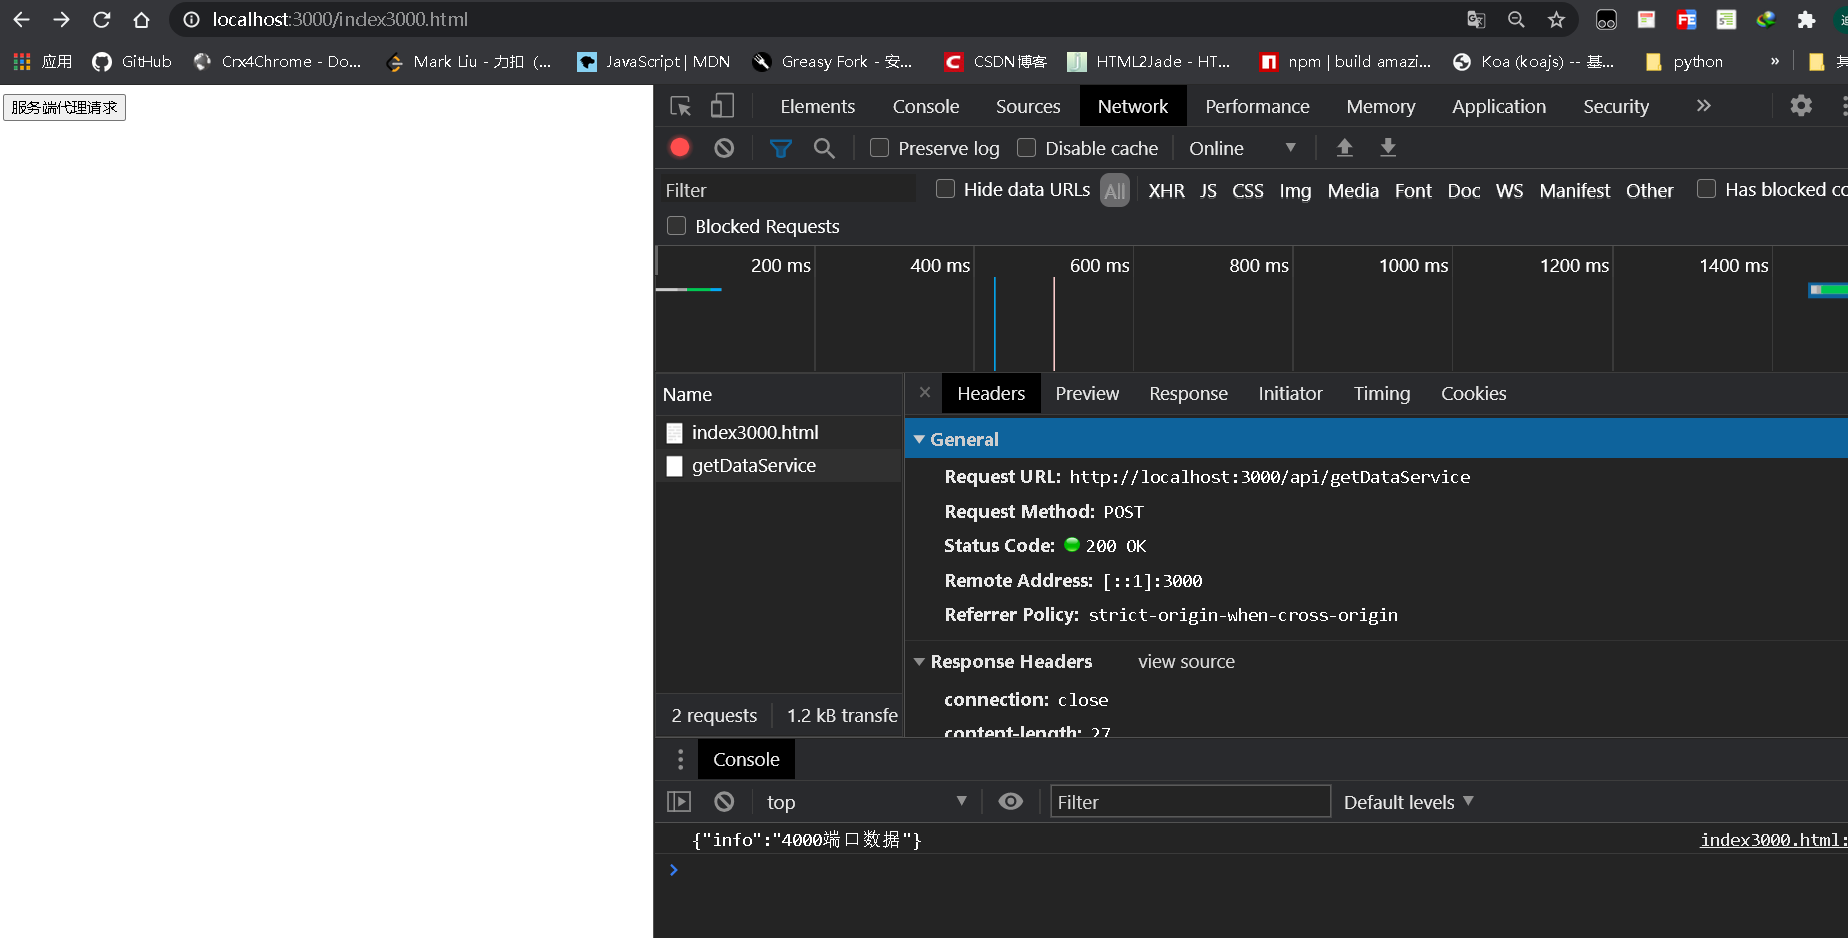 localhost:3000/index3000.html
应用 GitHub Crx4Chrome - Do... Mark Liu - 力扣 (... JavaScript | MDN Greasy Fork - 安... CSDN博客 HTML2Jade - HT... npm | build amazi... Koa (koajs) -- 基... python »
服务端代理请求
Elements Console Sources Network Performance Memory Application Security »
Preserve log Disable cache Online
Filter Hide data URLs All XHR JS CSS Img Media Font Doc WS Manifest Other Has blocked co
Blocked Requests
200 ms 400 ms 600 ms 800 ms 1000 ms 1200 ms 1400 ms
Name
index3000.html
getDataService
2 requests 1.2 kB transfe
Headers Preview Response Initiator Timing Cookies
General
Request URL: http://localhost:3000/api/getDataService
Request Method: POST
Status Code: 200 OK
Remote Address: [::1]:3000
Referrer Policy: strict-origin-when-cross-origin
Response Headers view source
connection: close
content-length: 27
Console
top Filter Default levels
{"info":"4000端口数据"} index3000.html: